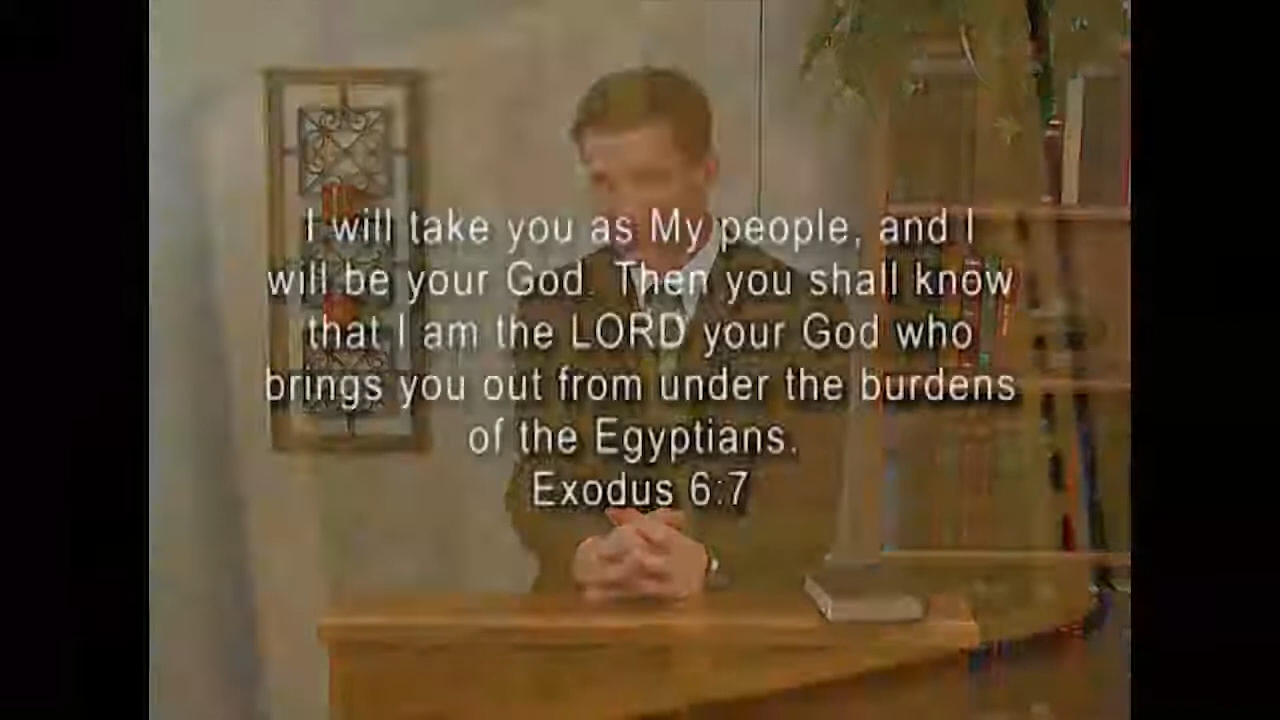 I will take you as My people, and I
will be your God. Then you shall know
that I am the LORD your God who
brings you out from under the burdens
of the Egyptians.
Exodus 6:7